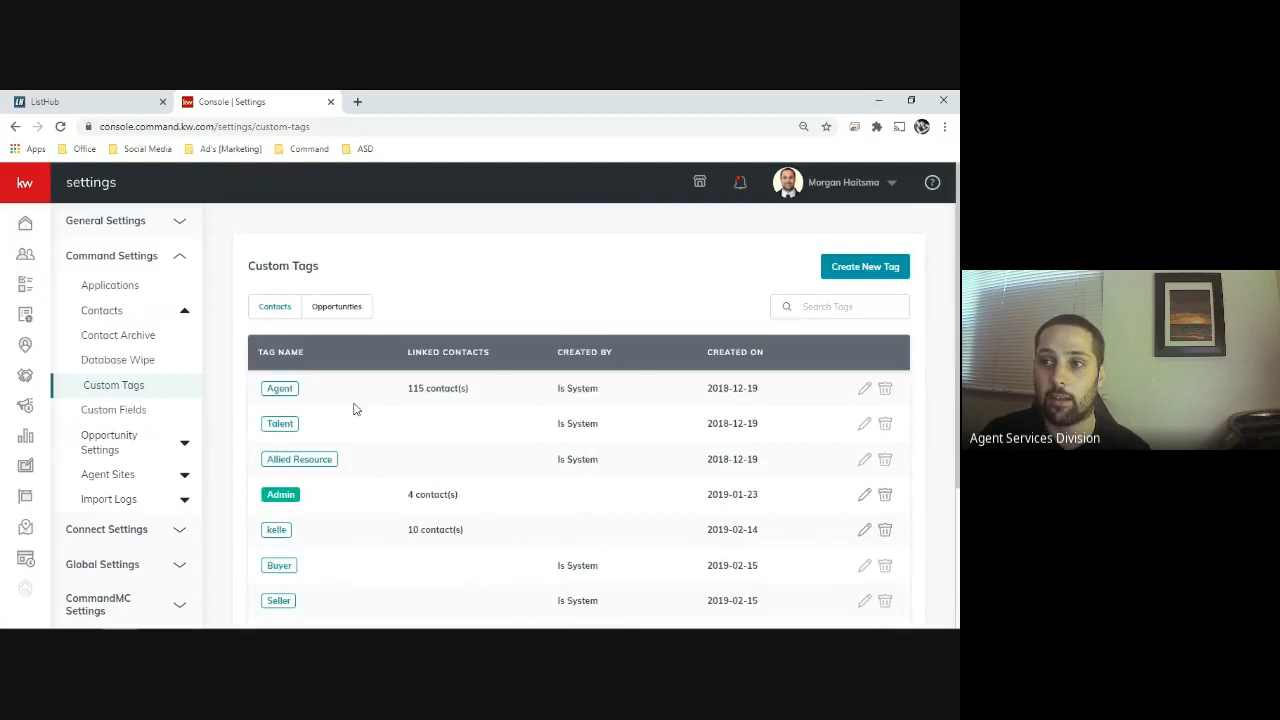 ListHub
Console | Settings
console.command.kw.com/settings/custom-tags
Apps Office Social Media Ad's [Marketing] Command ASD
kw settings Morgan Haitsma ?
General Settings
Command Settings
Applications
Contacts
Contact Archive
Database Wipe
Custom Tags
Custom Fields
Opportunity
Settings
Agent Sites
Import Logs
Connect Settings
Global Settings
CommandMC
Settings
Custom Tags
Create New Tag
Contacts Opportunities
Search Tags
TAG NAME LINKED CONTACTS CREATED BY CREATED ON
Agent 115 contact(s) Is System 2018-12-19
Talent Is System 2018-12-19
Allied Resource Is System 2018-12-19
Admin 4 contact(s) 2019-01-23
kelle 10 contact(s) 2019-02-14
Buyer Is System 2019-02-15
Seller Is System 2019-02-15
Agent Services Division